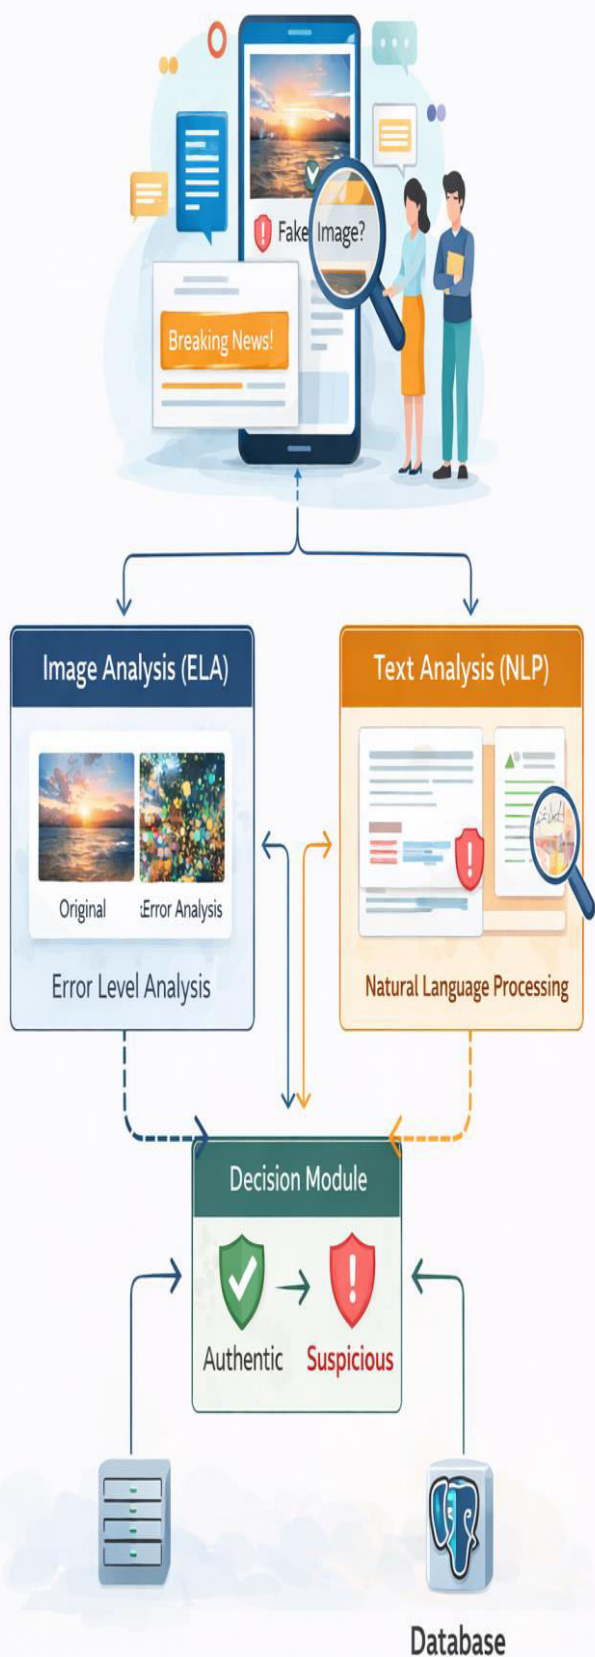 Fake Image?
Breaking News!
Image Analysis (ELA)
Original
:Error Analysis
Error Level Analysis
Text Analysis (NLP)
Natural Language Processing
Decision Module
Authentic
Suspicious
Database